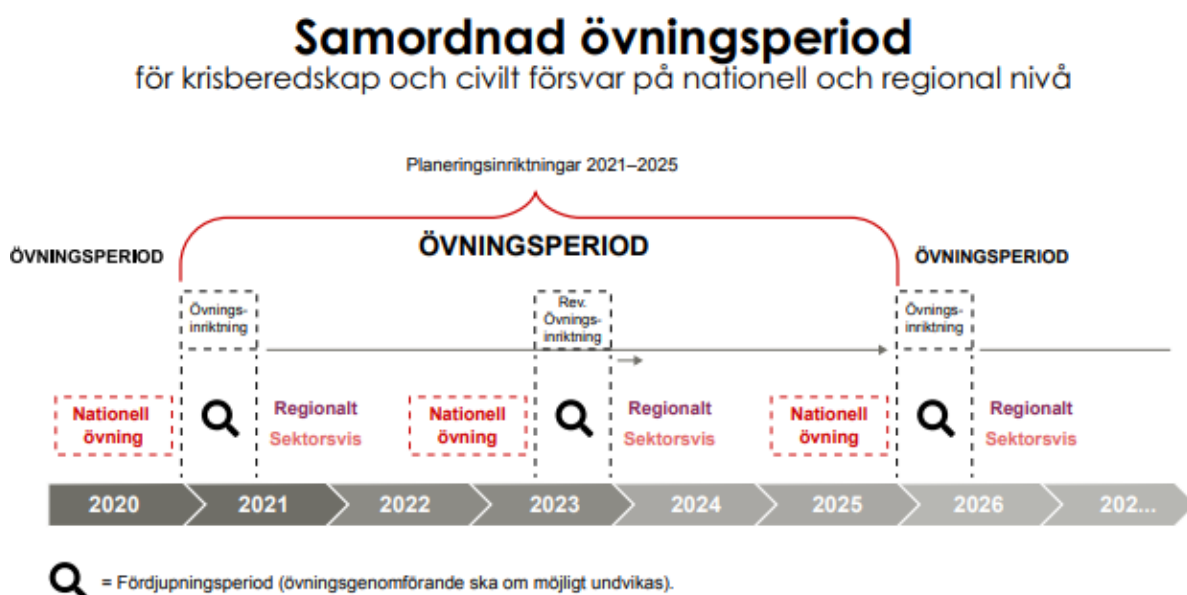 Samordnad övningsperiod
för krisberedskap och civilt försvar på nationell och regional nivå
Planeringsinriktningar 2021–2025
ÖVNINGSPERIOD
ÖVNINGSPERIOD
ÖVNINGSPERIOD
Övnings-
inriktning
Rev.
Övnings-
inriktning
Övnings-
inriktning
Nationell
övning
Regionalt
Sektorsvis
Nationell
övning
Regionalt
Sektorsvis
Nationell
övning
Regionalt
Sektorsvis
2020 2021 2022 2023 2024 2025 2026 202...
= Fördjupningsperiod (övningsgenomförande ska om möjligt undvikas).